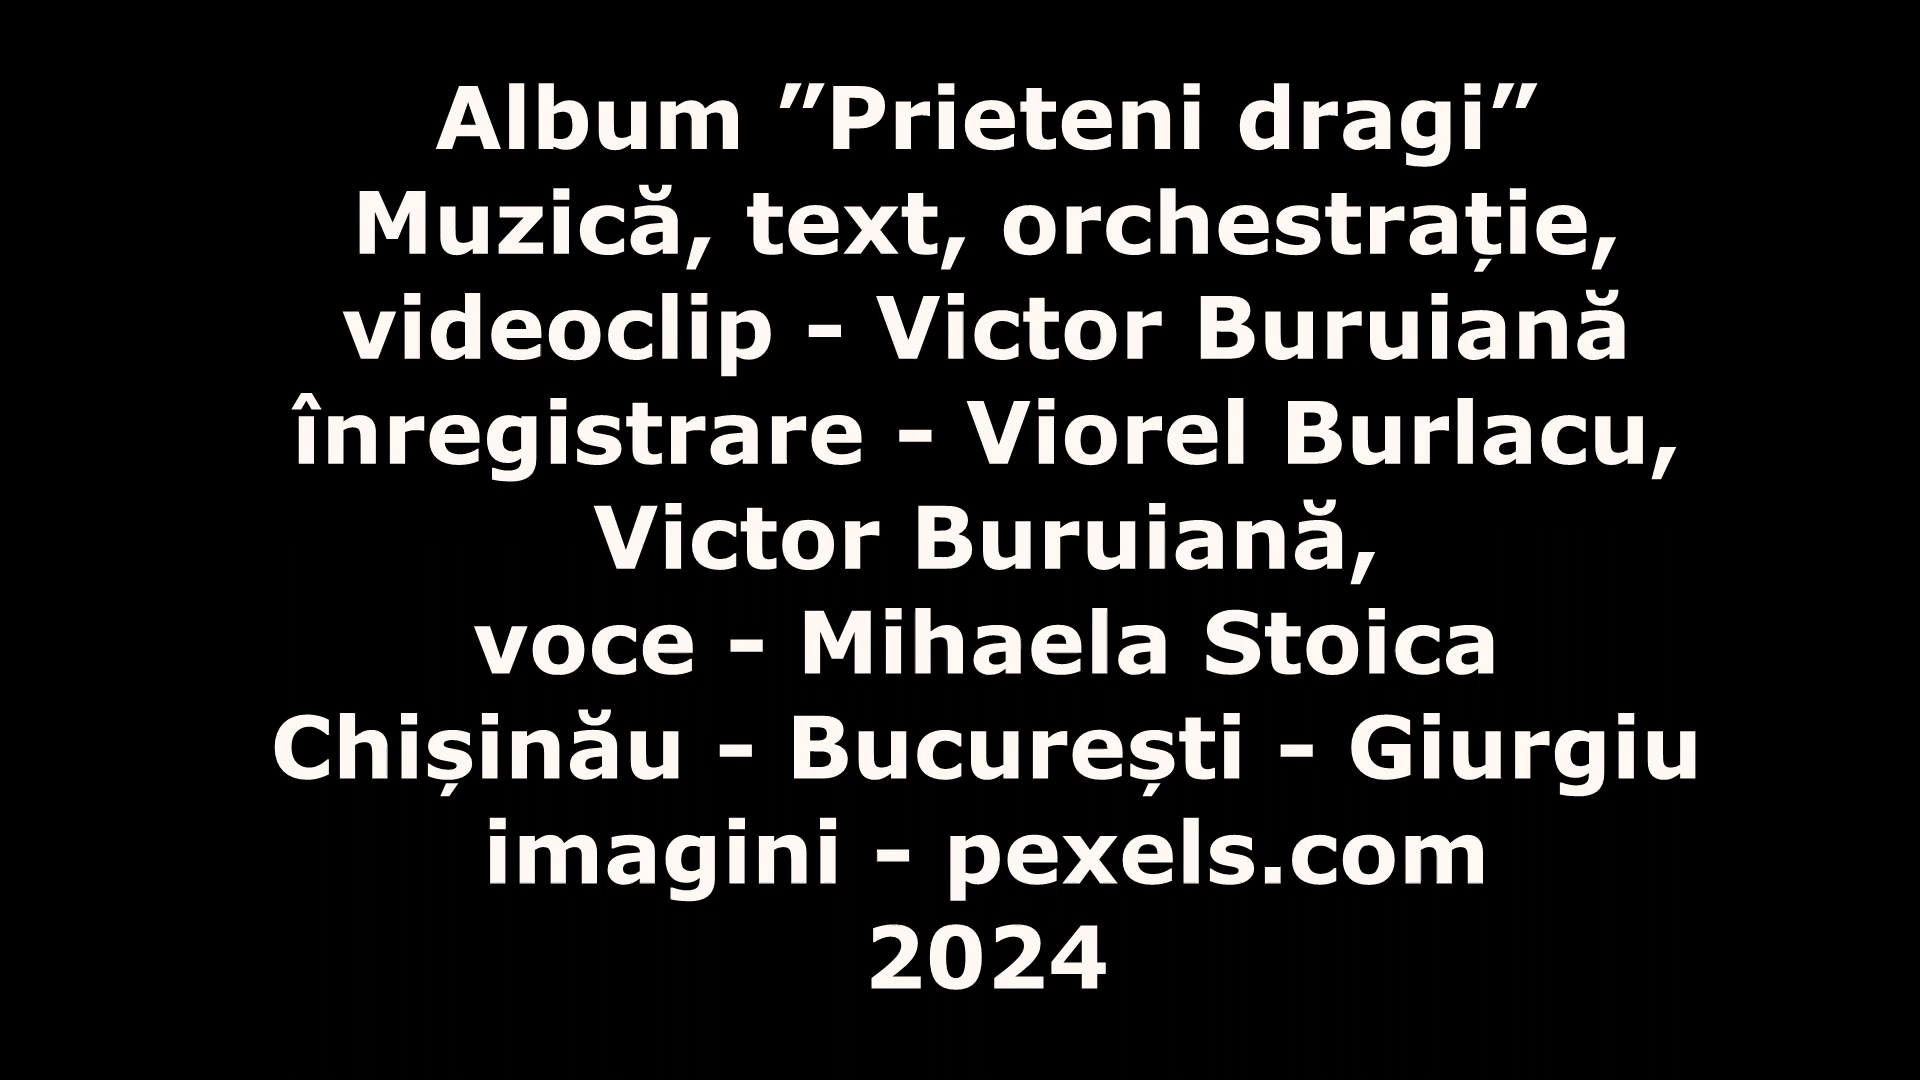 Album ”Prieteni dragi”
Muzică, text, orchestrație,
videoclip - Victor Buruiană
înregistrare - Viorel Burlacu,
Victor Buruiană,
voce - Mihaela Stoica
Chișinău - București - Giurgiu
imagini - pexels.com
2024